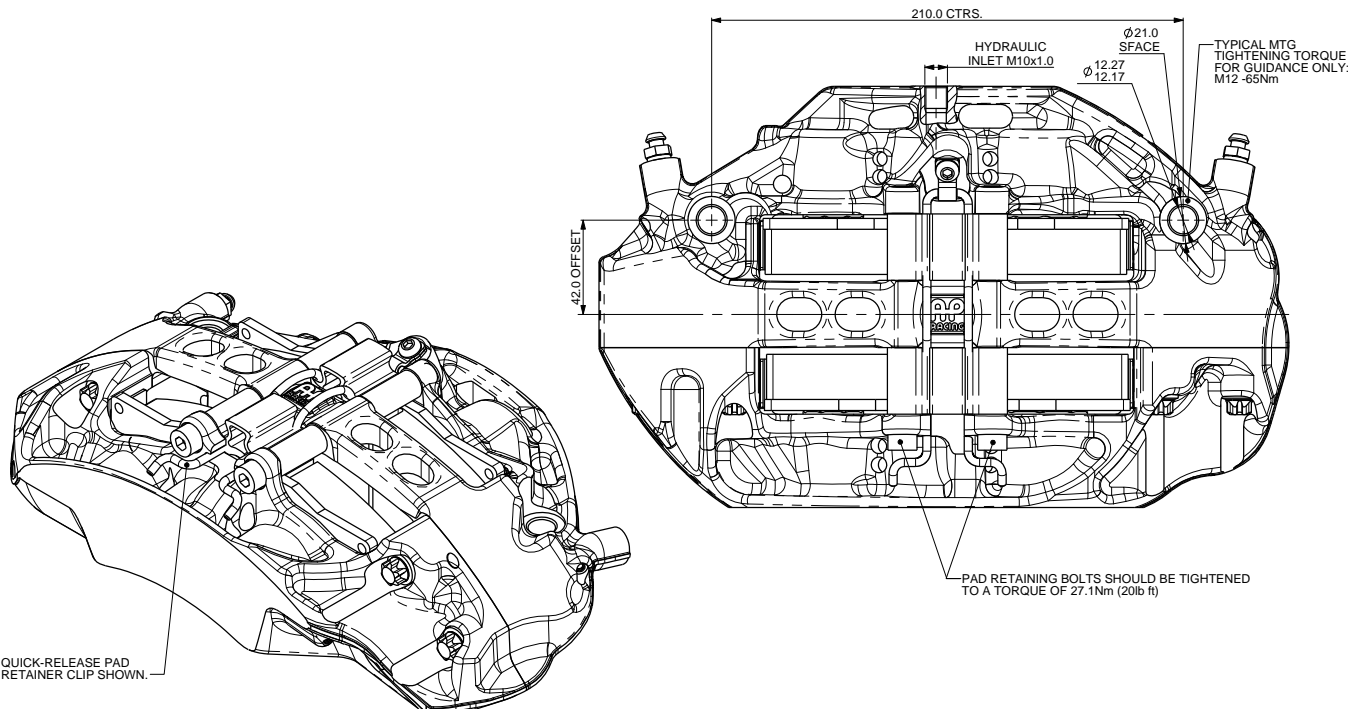 210.0 CTRS.
HYDRAULIC
INLET M10x1.0
Ø21.0
SFACE
Ø12.27
12.17
TYPICAL MTG
TIGHTENING TORQUE
FOR GUIDANCE ONLY:
M12 -65Nm
42.0 OFFSET
AP
RACING
PAD RETAINING BOLTS SHOULD BE TIGHTENED
TO A TORQUE OF 27.1Nm (20lb ft)
QUICK-RELEASE PAD
RETAINER CLIP SHOWN.